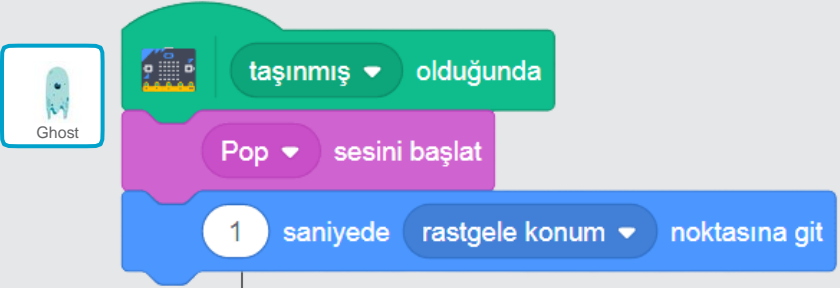 taşınmış olduğunda
Ghost
Pop sesini başlat
1 saniyede rastgele konum noktasına git